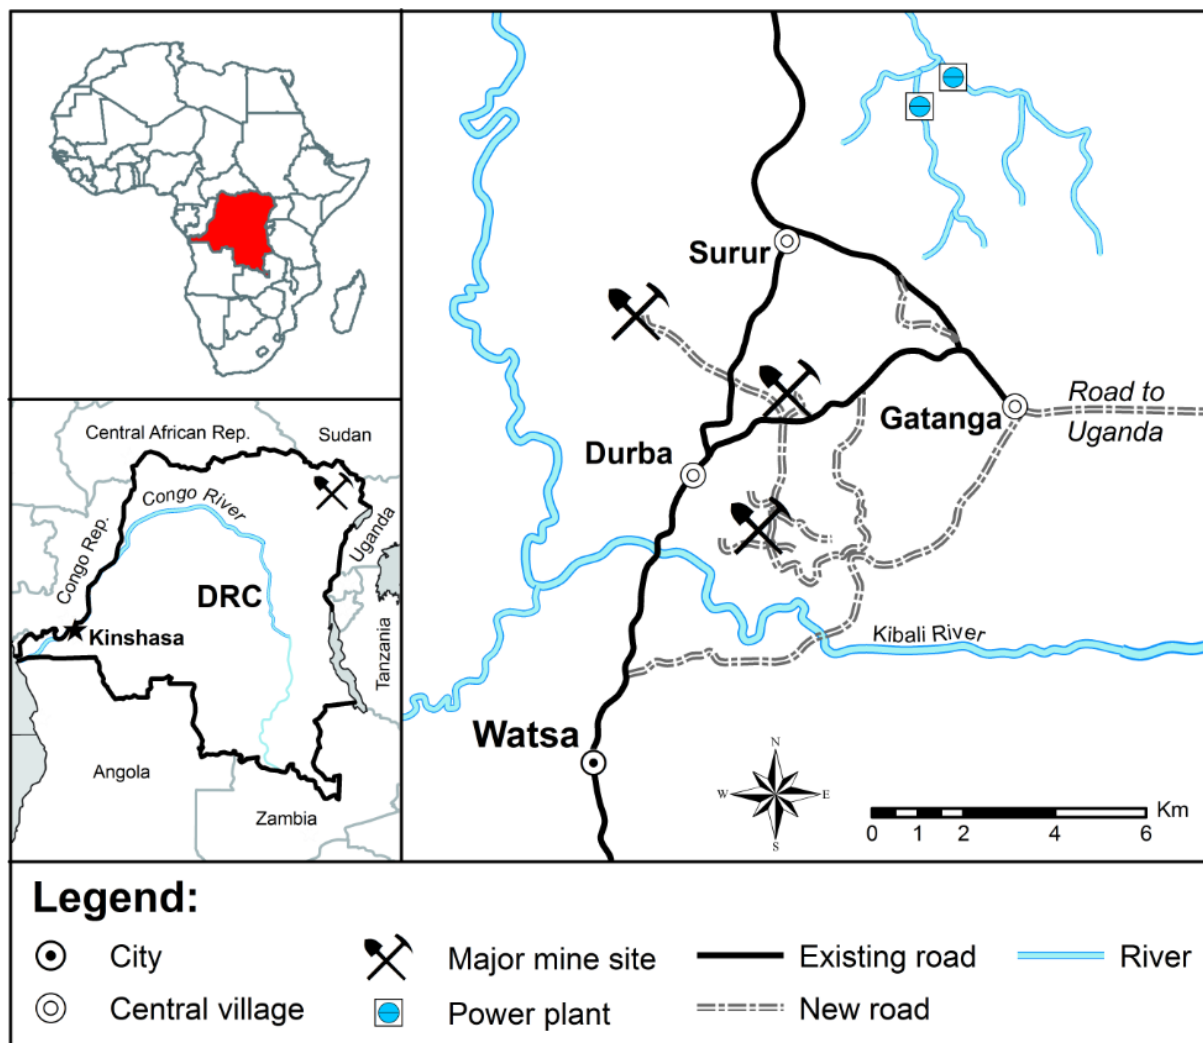 Central African Rep.
Sudan
Congo River
Congo Rep.
Uganda
DRC
Kinshasa
Tanzania
Angola
Zambia
Surur
Gatanga
Road to
Uganda
Durba
Kibali River
Watsa
N
W
E
S
Km
0 1 2 4 6
Legend:
City
Major mine site
Existing road
River
Central village
Power plant
New road